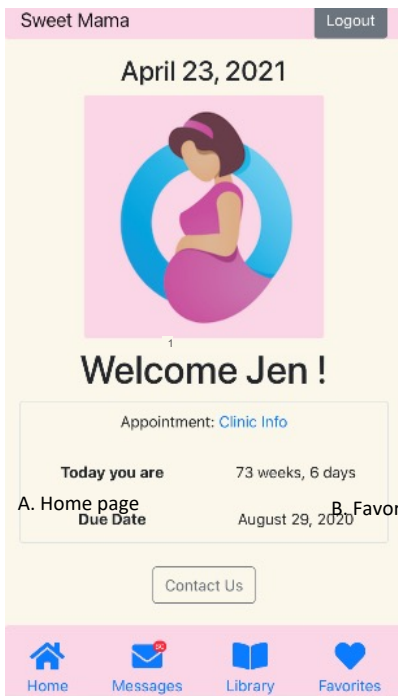 Sweet Mama Logout
April 23, 2021
1
Welcome Jen !
Appointment: Clinic Info
Today you are 73 weeks, 6 days
A. Home page B. Favor
Due Date August 29, 2020
Contact Us
Home Messages Library Favorites